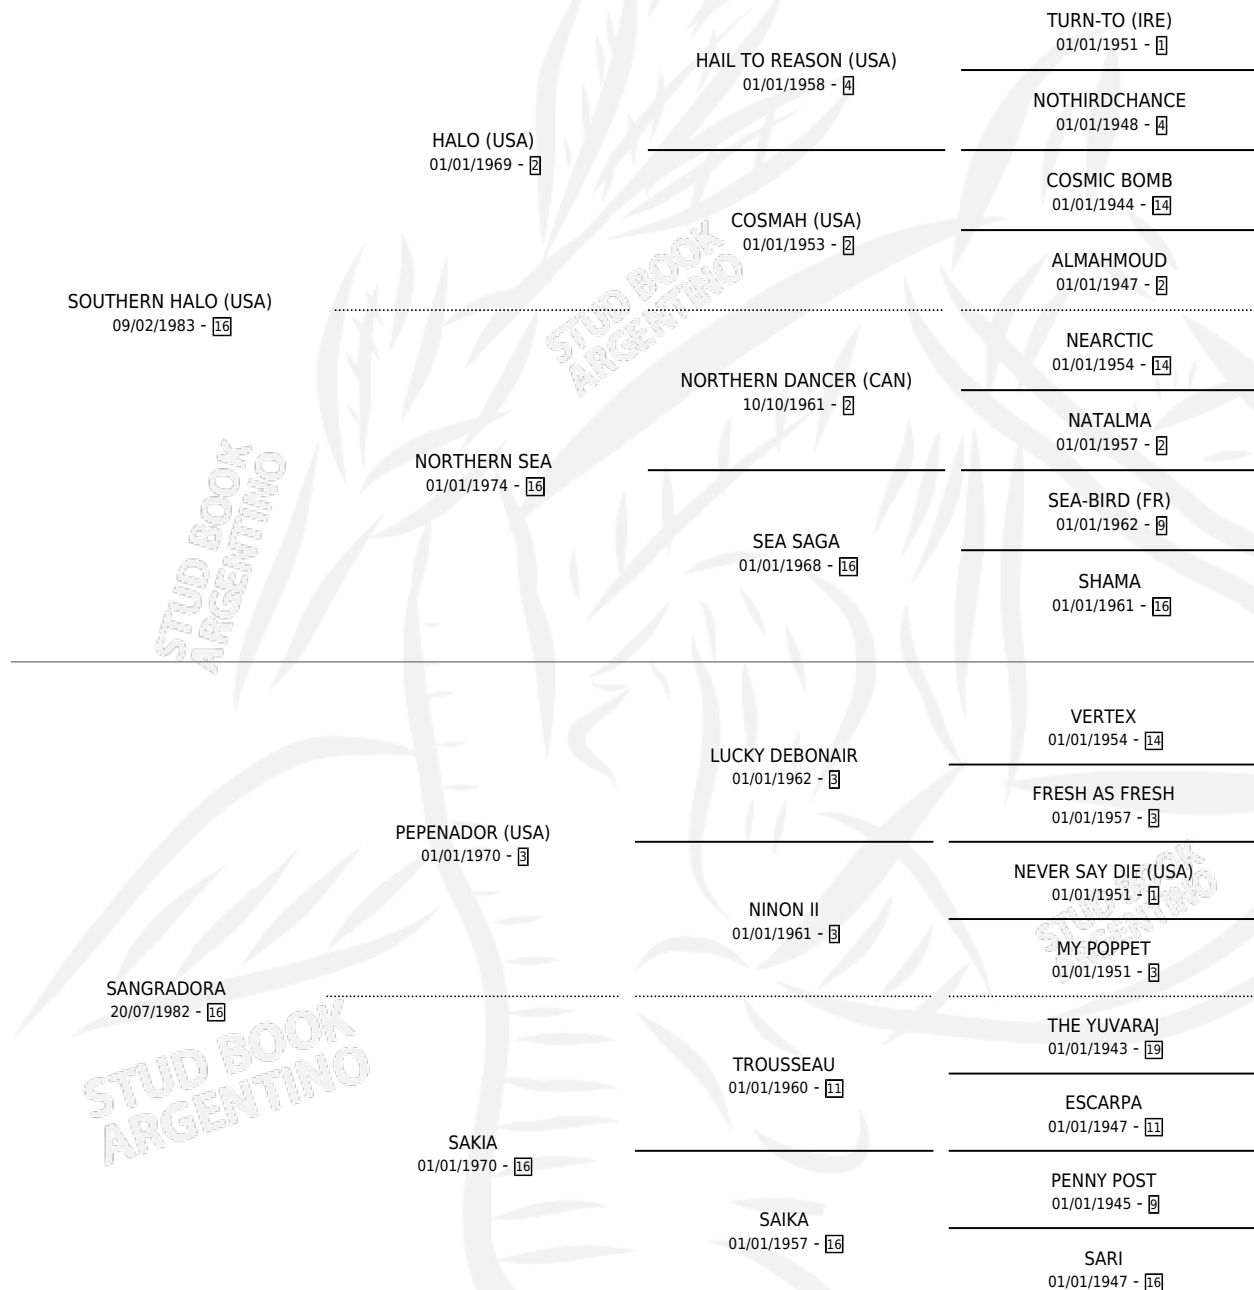 TURN-TO (IRE)
01/01/1951 - 1
HAIL TO REASON (USA)
01/01/1958 - 4
NOTHIRDCHANCE
01/01/1948 - 4
HALO (USA)
01/01/1969 - 2
COSMIC BOMB
01/01/1944 - 14
COSMAH (USA)
01/01/1953 - 2
ALMAHMOUD
01/01/1947 - 2
SOUTHERN HALO (USA)
09/02/1983 - 16
STUD BOOK
ARGENTINO
NEARCTIC
01/01/1954 - 14
NORTHERN DANCER (CAN)
10/10/1961 - 2
NATALMA
01/01/1957 - 2
NORTHERN SEA
01/01/1974 - 16
SEA-BIRD (FR)
01/01/1962 - 9
SEA SAGA
01/01/1968 - 16
SHAMA
01/01/1961 - 16
STUD BOOK
ARGENTINO
VERTEX
01/01/1954 - 14
LUCKY DEBONAIR
01/01/1962 - 3
FRESH AS FRESH
01/01/1957 - 3
PEPENADOR (USA)
01/01/1970 - 3
NEVER SAY DIE (USA)
01/01/1951 - 1
NINON II
01/01/1961 - 3
STUD BOOK
ARGENTINO
MY POPPET
01/01/1951 - 3
SANGRADORA
20/07/1982 - 16
STUD BOOK
ARGENTINO
THE YUVARAJ
01/01/1943 - 19
TROUSSEAU
01/01/1960 - 11
ESCARPA
01/01/1947 - 11
SAKIA
01/01/1970 - 16
PENNY POST
01/01/1945 - 9
SAIKA
01/01/1957 - 16
SARI
01/01/1947 - 16